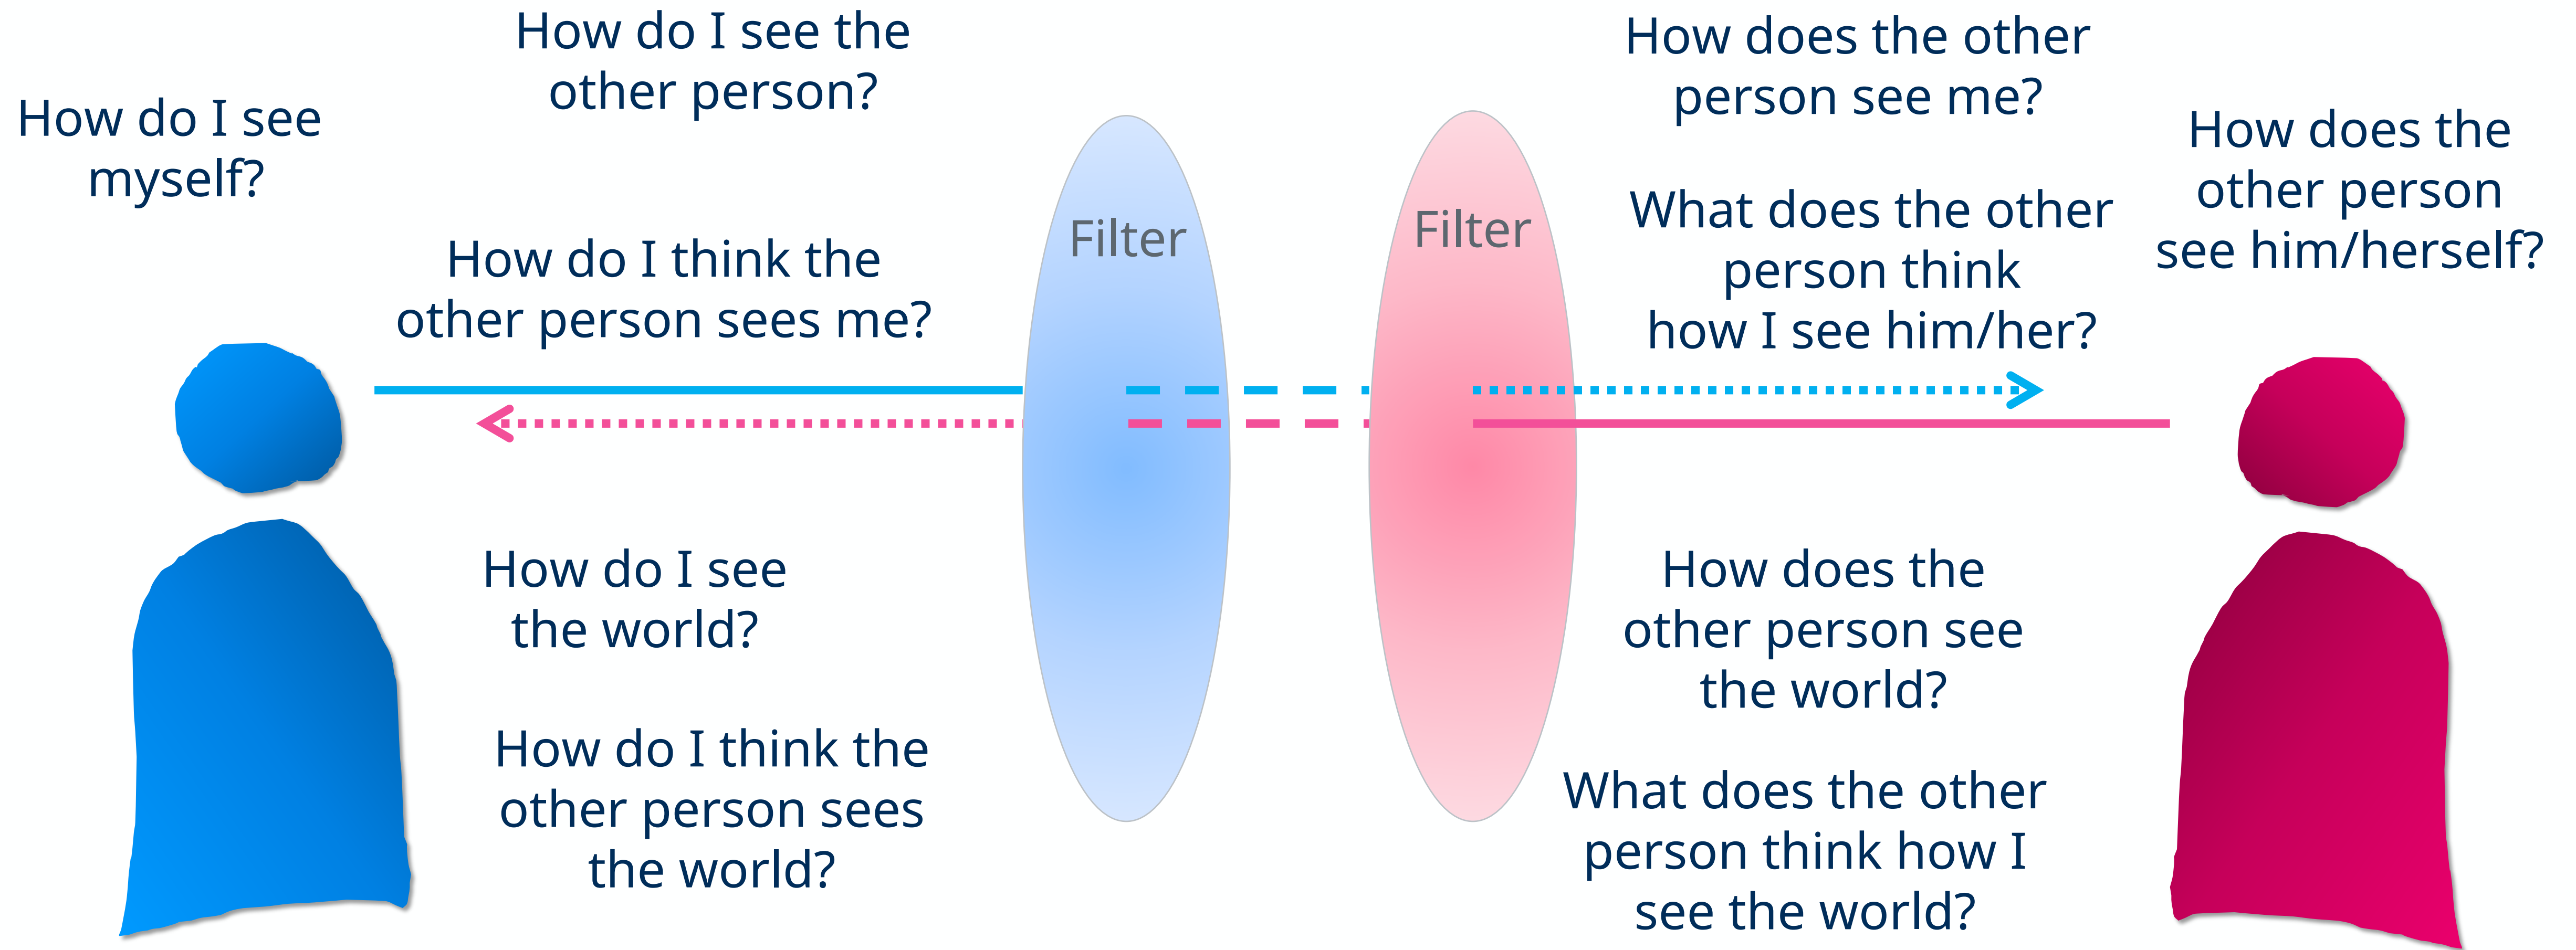 How do I see
myself?
How do I see the
other person?
How do I think the
other person sees me?
How do I see
the world?
How do I think the
other person sees
the world?
Filter
Filter
How does the other
person see me?
What does the other
person think
how I see him/her?
How does the
other person
see him/herself?
How does the
other person see
the world?
What does the other
person think how I
see the world?